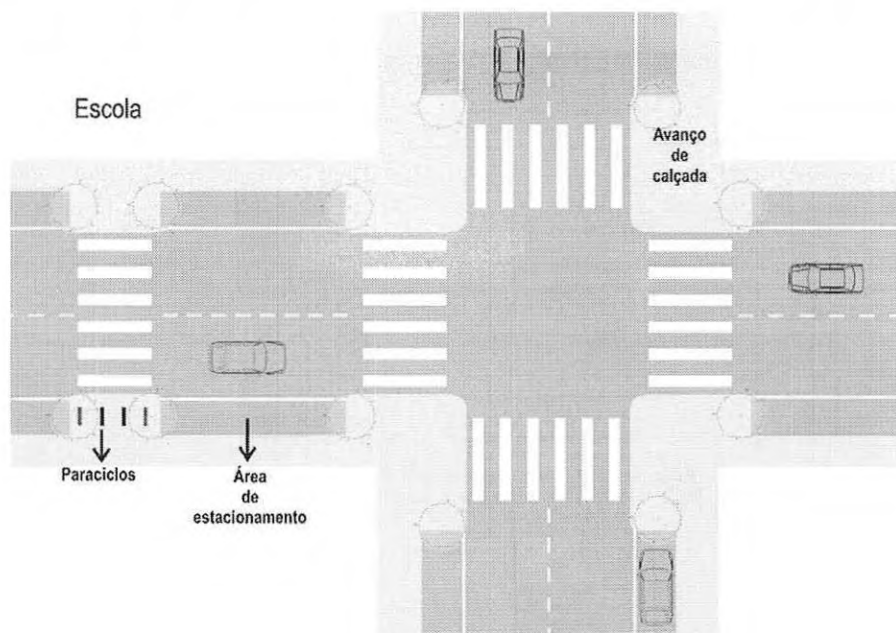 Escola
Avanço
de
calçada
Paraciclos
Área
de
estacionamento